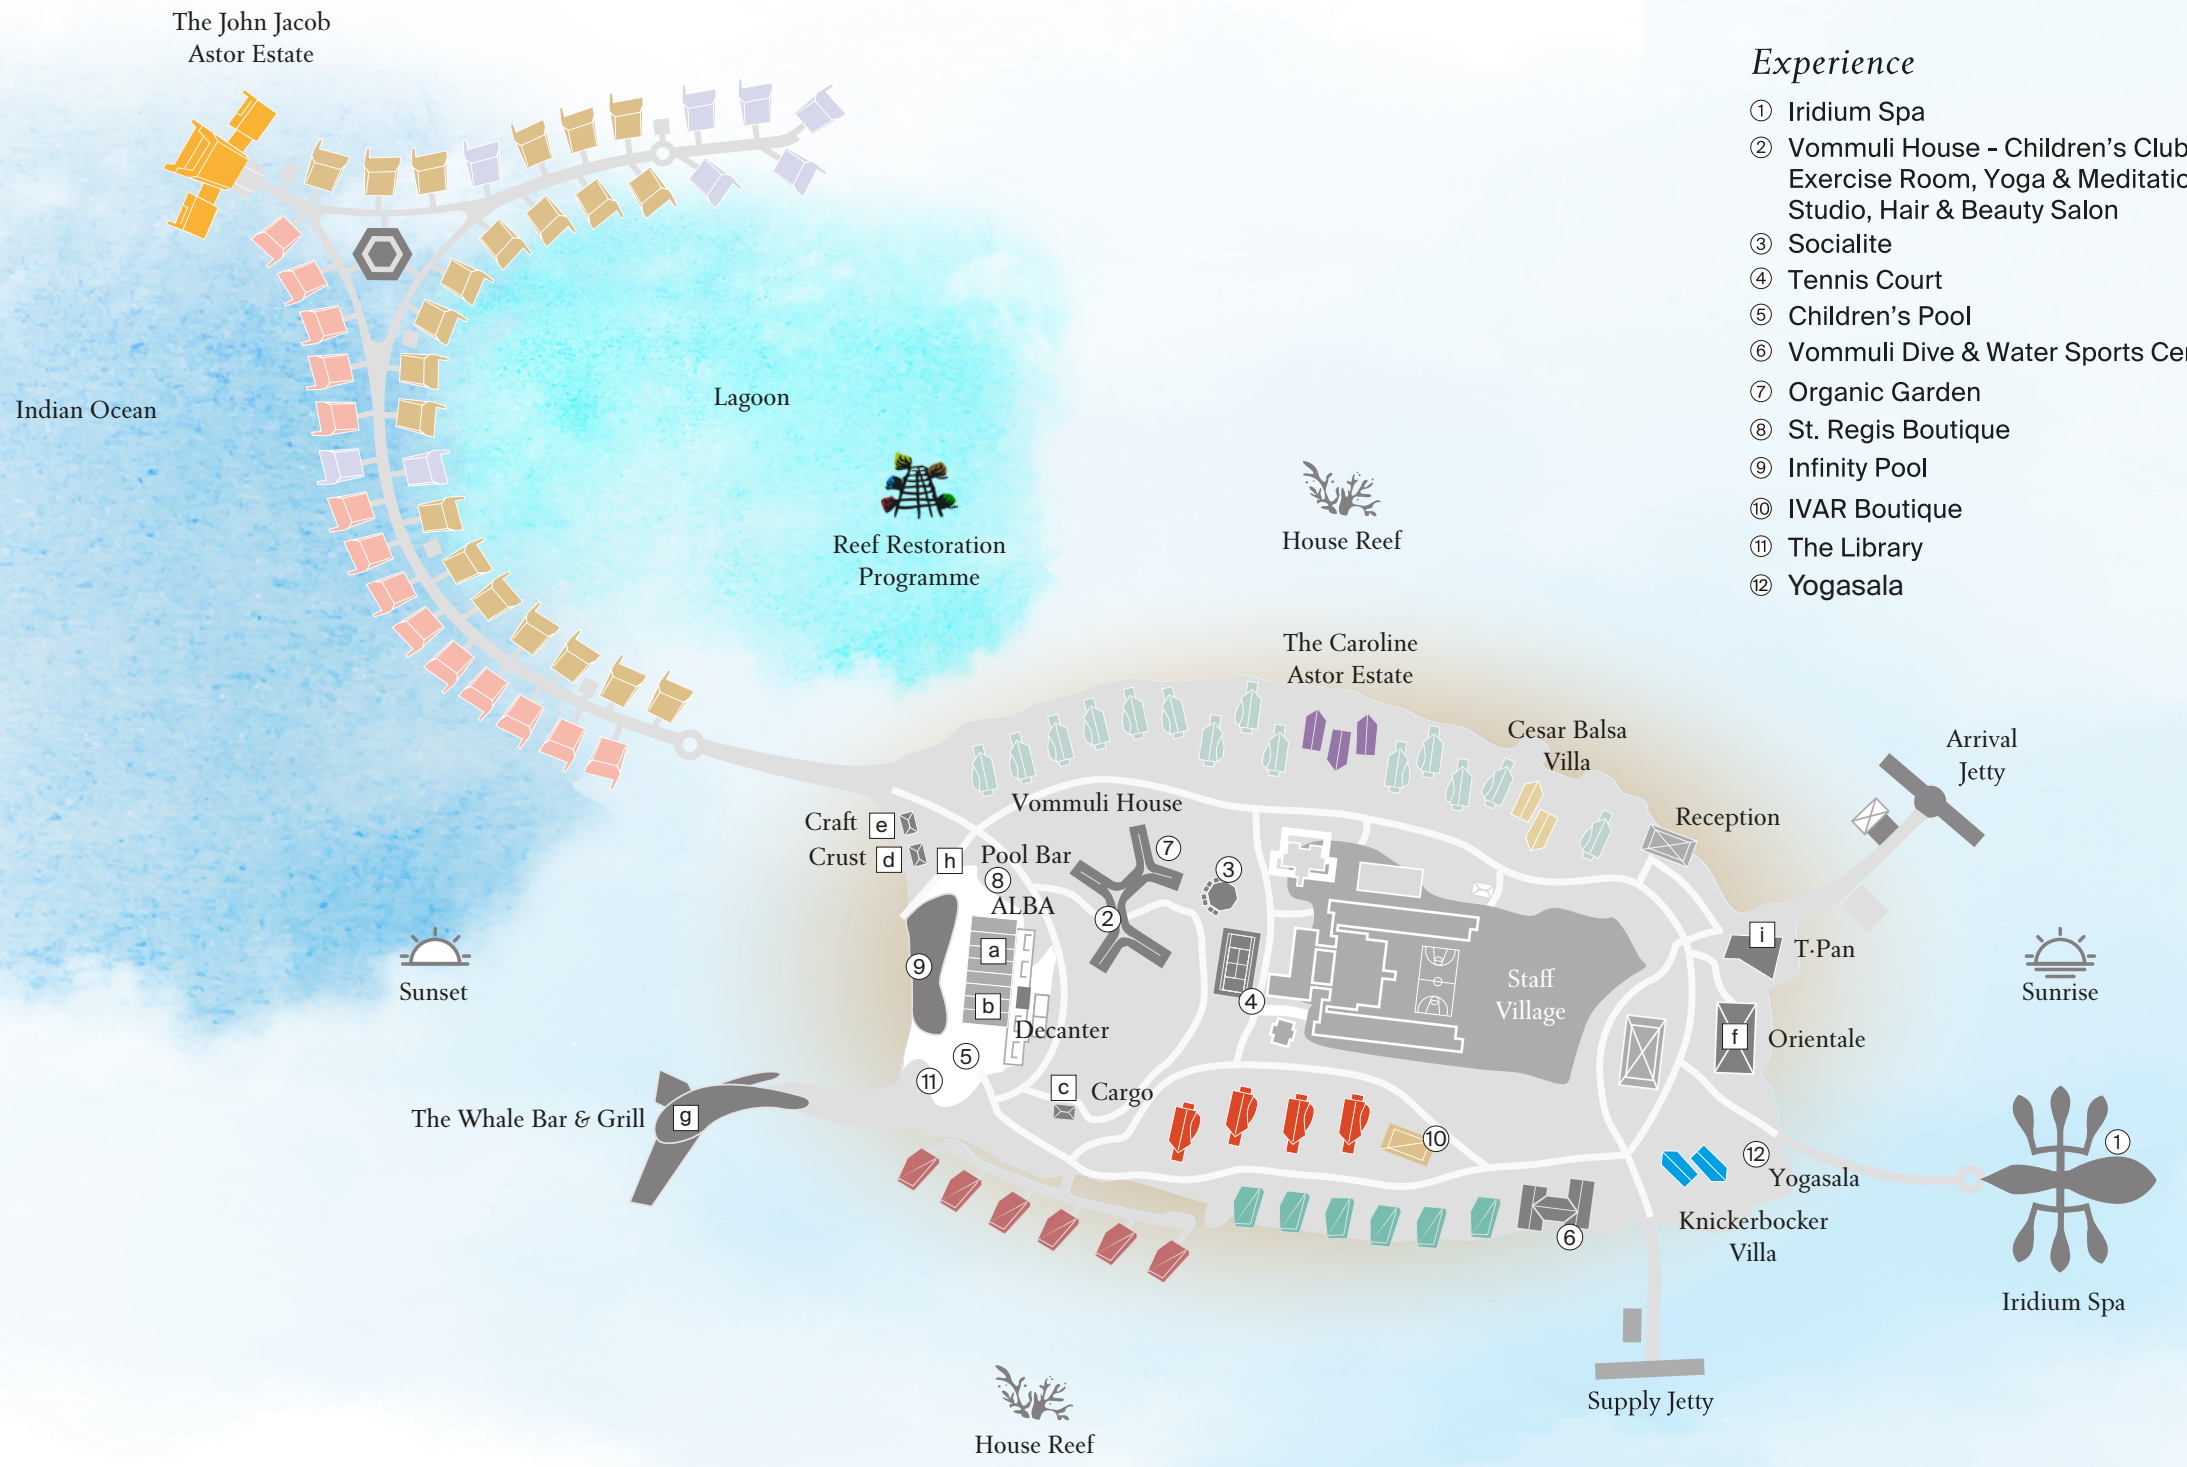 The John Jacob
Astor Estate
Experience
① Iridium Spa
② Vommuli House - Children's Club
Exercise Room, Yoga & Meditatio
Studio, Hair & Beauty Salon
③ Socialite
④ Tennis Court
⑤ Children's Pool
⑥ Vommuli Dive & Water Sports Cen
⑦ Organic Garden
⑧ St. Regis Boutique
⑨ Infinity Pool
⑩ IVAR Boutique
⑪ The Library
⑫ Yogasala
Indian Ocean
Lagoon
Reef Restoration
Programme
House Reef
The Caroline
Astor Estate
Cesar Balsa
Villa
Arrival
Jetty
Reception
Vommuli House
Craft e
Crust d
h Pool Bar
⑧
ALBA
a
b
Decanter
⑦
③
②
④
⑨
⑤
⑪
c Cargo
Staff
Village
i T·Pan
f Orientale
Sunset
Sunrise
The Whale Bar & Grill g
⑩
⑫
Yogasala
Knickerbocker
Villa
⑥
①
Iridium Spa
Supply Jetty
House Reef